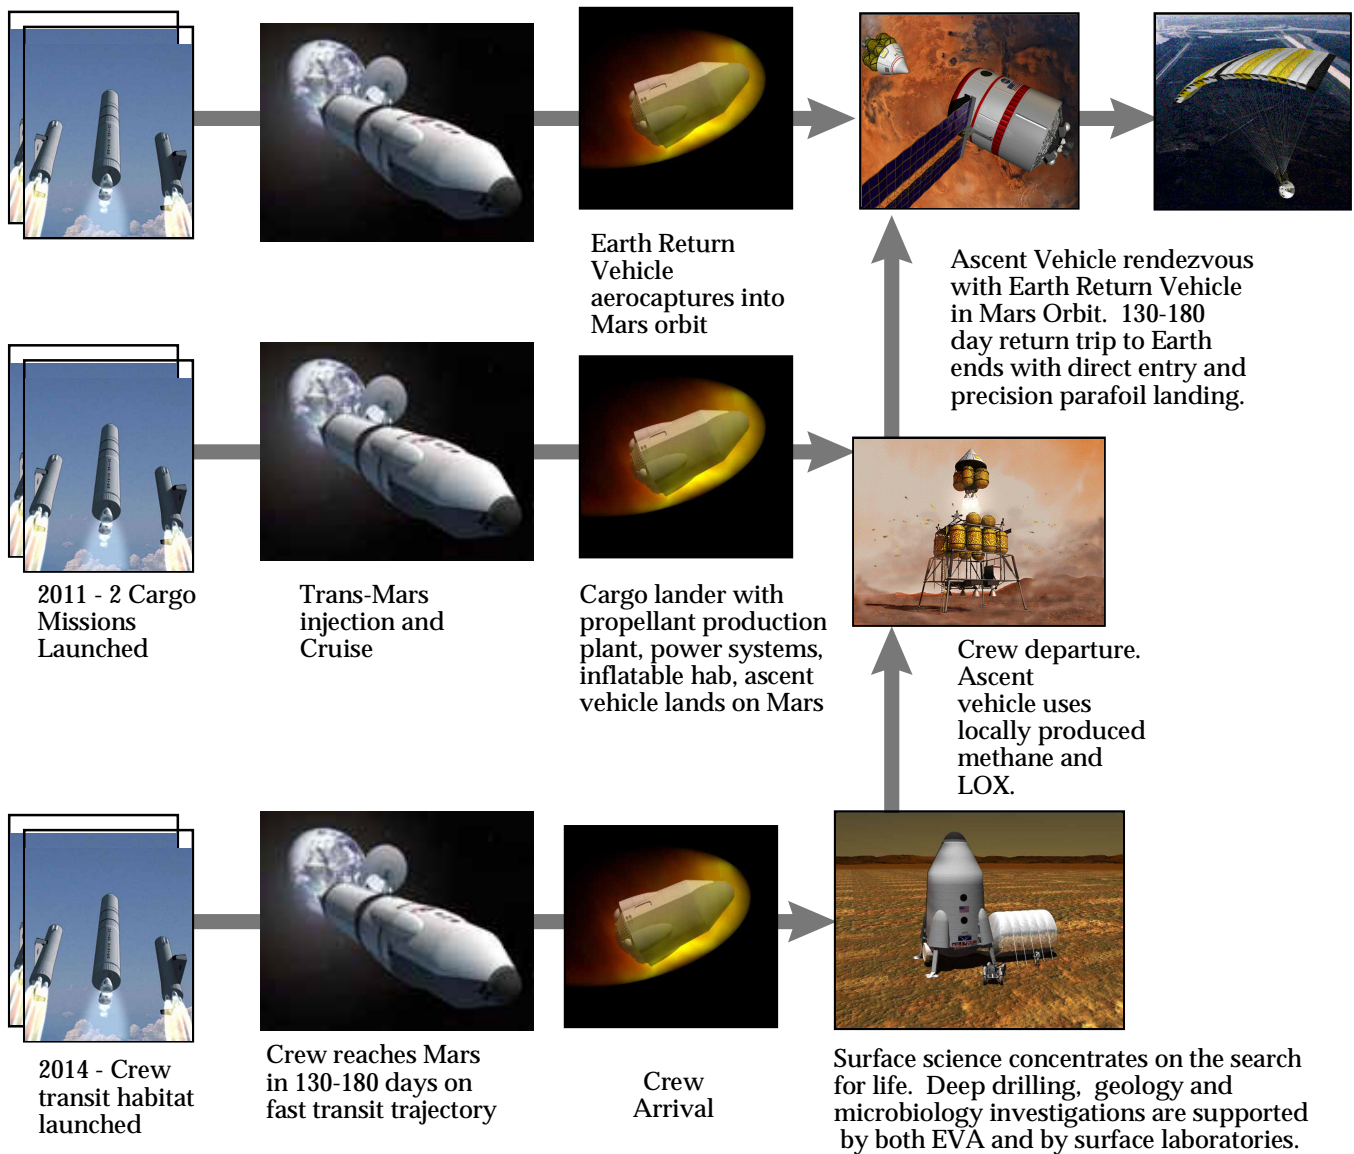 Earth Return
Vehicle
aerocaptures into
Mars orbit
Ascent Vehicle rendezvous
with Earth Return Vehicle
in Mars Orbit.  130-180
day return trip to Earth
ends with direct entry and
precision parafoil landing.
2011 - 2 Cargo
Missions
Launched
Trans-Mars
injection and
Cruise
Cargo lander with
propellant production
plant, power systems,
inflatable hab, ascent
vehicle lands on Mars
Crew departure.
Ascent
vehicle uses
locally produced
methane and
LOX.
2014 - Crew
transit habitat
launched
Crew reaches Mars
in 130-180 days on
fast transit trajectory
Crew
Arrival
Surface science concentrates on the search
for life.  Deep drilling,  geology and
microbiology investigations are supported
by both EVA and by surface laboratories.